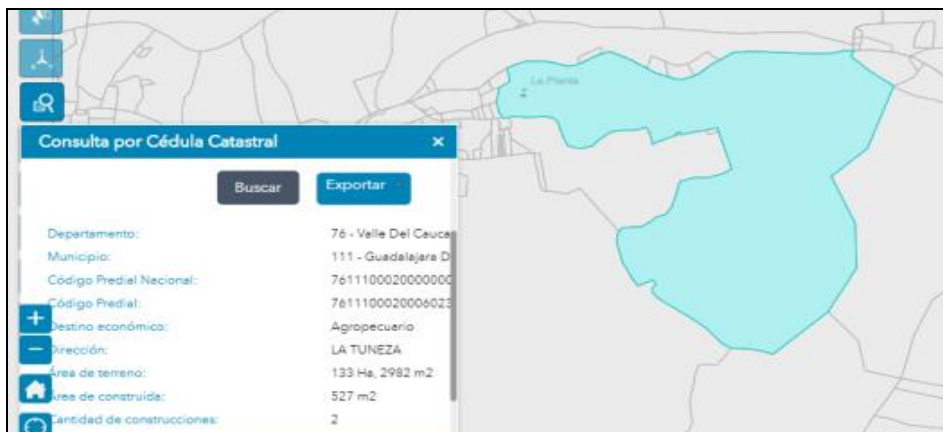 La Planta
Consulta por Cédula Catastral ×
Buscar Exportar
Departamento: 76 - Valle Del Cauca
Municipio: 111 - Guadalajara D
Código Predial Nacional: 7611100020000000
Código Predial: 7611100020006023
Destino económico: Agropecuario
Dirección: LA TUNEZA
Área de terreno: 133 Ha, 2982 m2
Área de construida: 527 m2
Cantidad de construcciones: 2